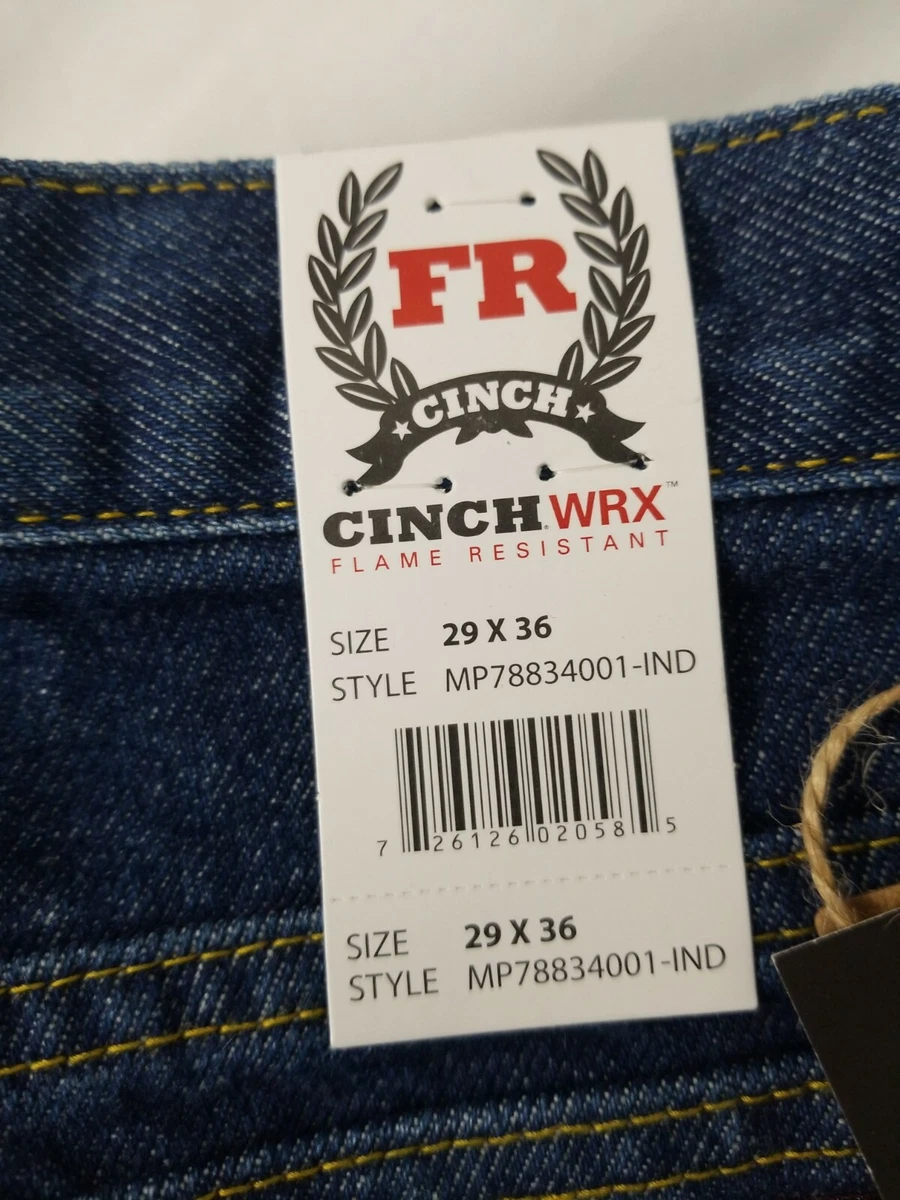 FR
CINCH
CINCH. WRX™
FLAME RESISTANT
SIZE 29 X 36
STYLE MP78834001-IND
7 26126 02058 5
SIZE 29 X 36
STYLE MP78834001-IND